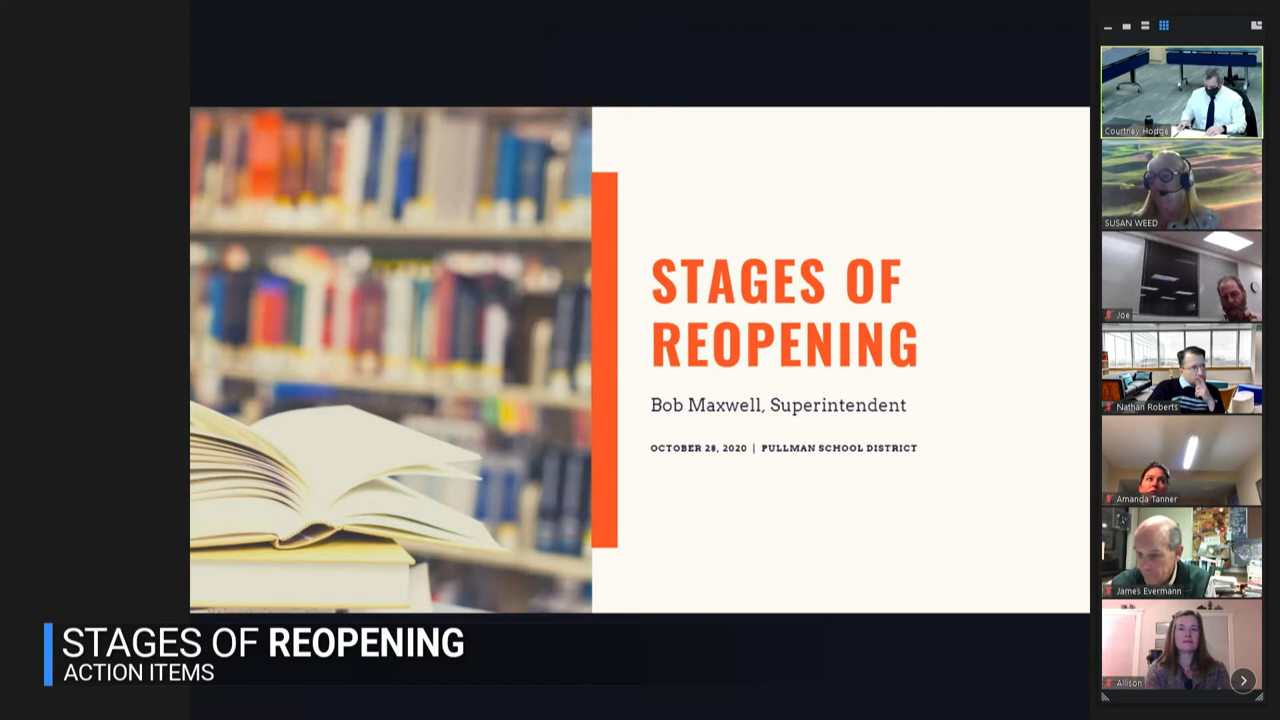 STAGES OF
REOPENING
Bob Maxwell, Superintendent
OCTOBER 28, 2020 | PULLMAN SCHOOL DISTRICT
STAGES OF REOPENING
ACTION ITEMS
Courtney Hodge
SUSAN WEED
Joe
Nathan Roberts
Amanda Tanner
James Evermann
Allison